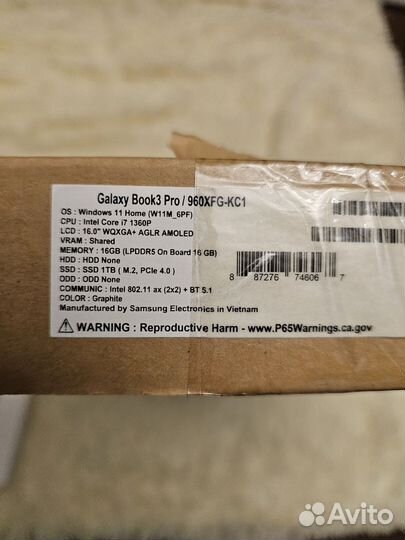 Galaxy Book3 Pro / 960XFG-KC1
OS : Windows 11 Home (W11M_6PF)
CPU : Intel Core i7 1360P
LCD : 16.0" WQXGA+ AGLR AMOLED
VRAM : Shared
MEMORY : 16GB (LPDDR5 On Board 16 GB)
HDD : HDD None
SSD : SSD 1TB ( M.2, PCIe 4.0 )
ODD : ODD None
COMMUNIC : Intel 802.11 ax (2x2) + BT 5.1
COLOR : Graphite
Manufactured by Samsung Electronics in Vietnam
8 87276 74606 7
WARNING : Reproductive Harm - www.P65Warnings.ca.gov
Avito